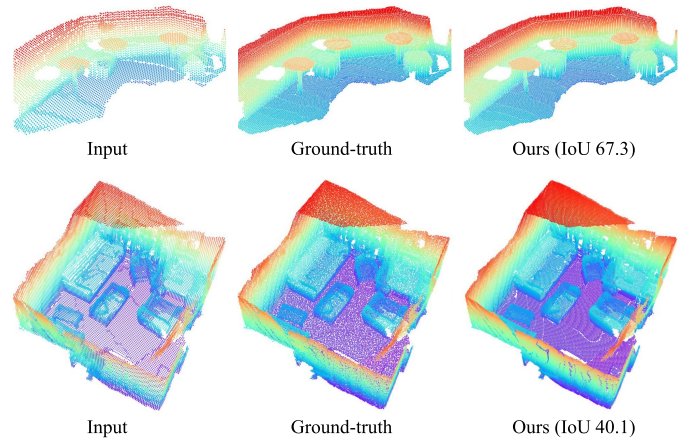 Input
Ground-truth
Ours (IoU 67.3)
Input
Ground-truth
Ours (IoU 40.1)